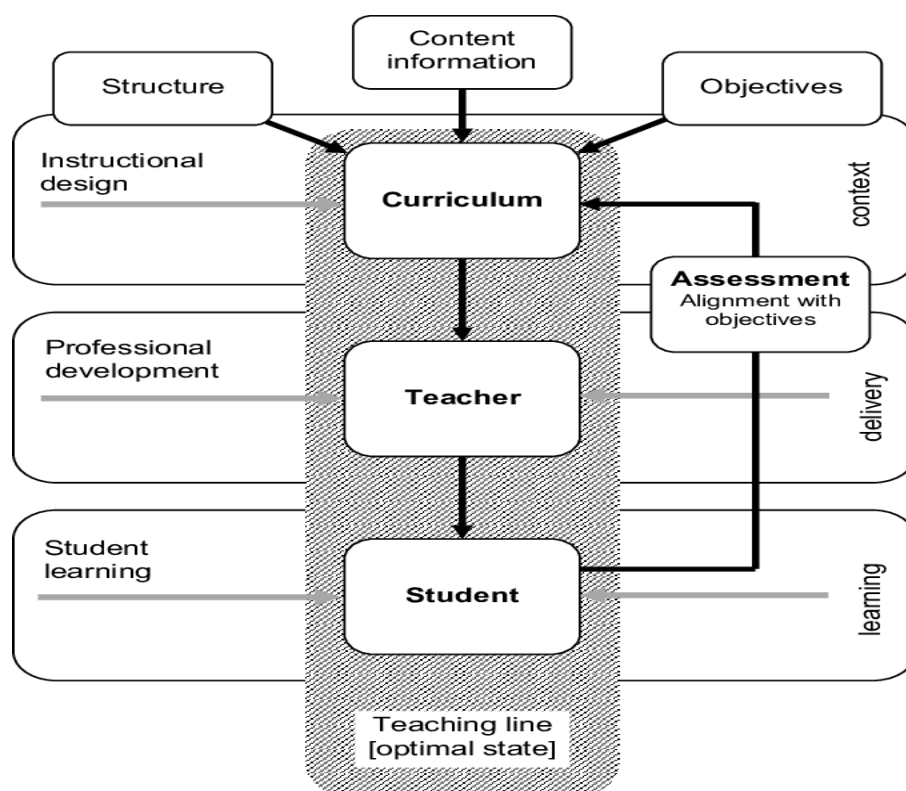 Content
information
Structure
Objectives
Instructional
design
Curriculum
context
Assessment
Alignment with
objectives
Professional
development
Teacher
delivery
Student
learning
Student
learning
Teaching line
[optimal state]